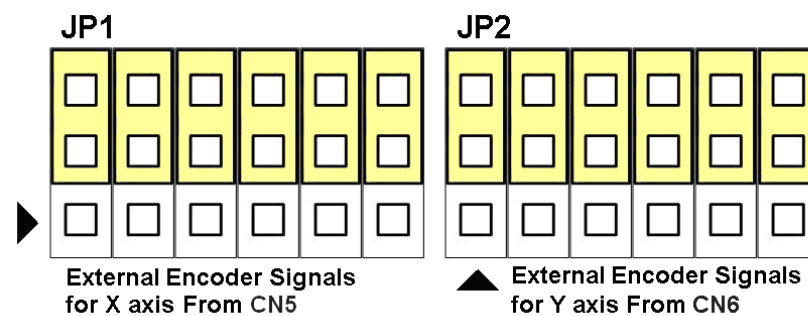 JP1
JP2
External Encoder Signals
for X axis From CN5
External Encoder Signals
for Y axis From CN6